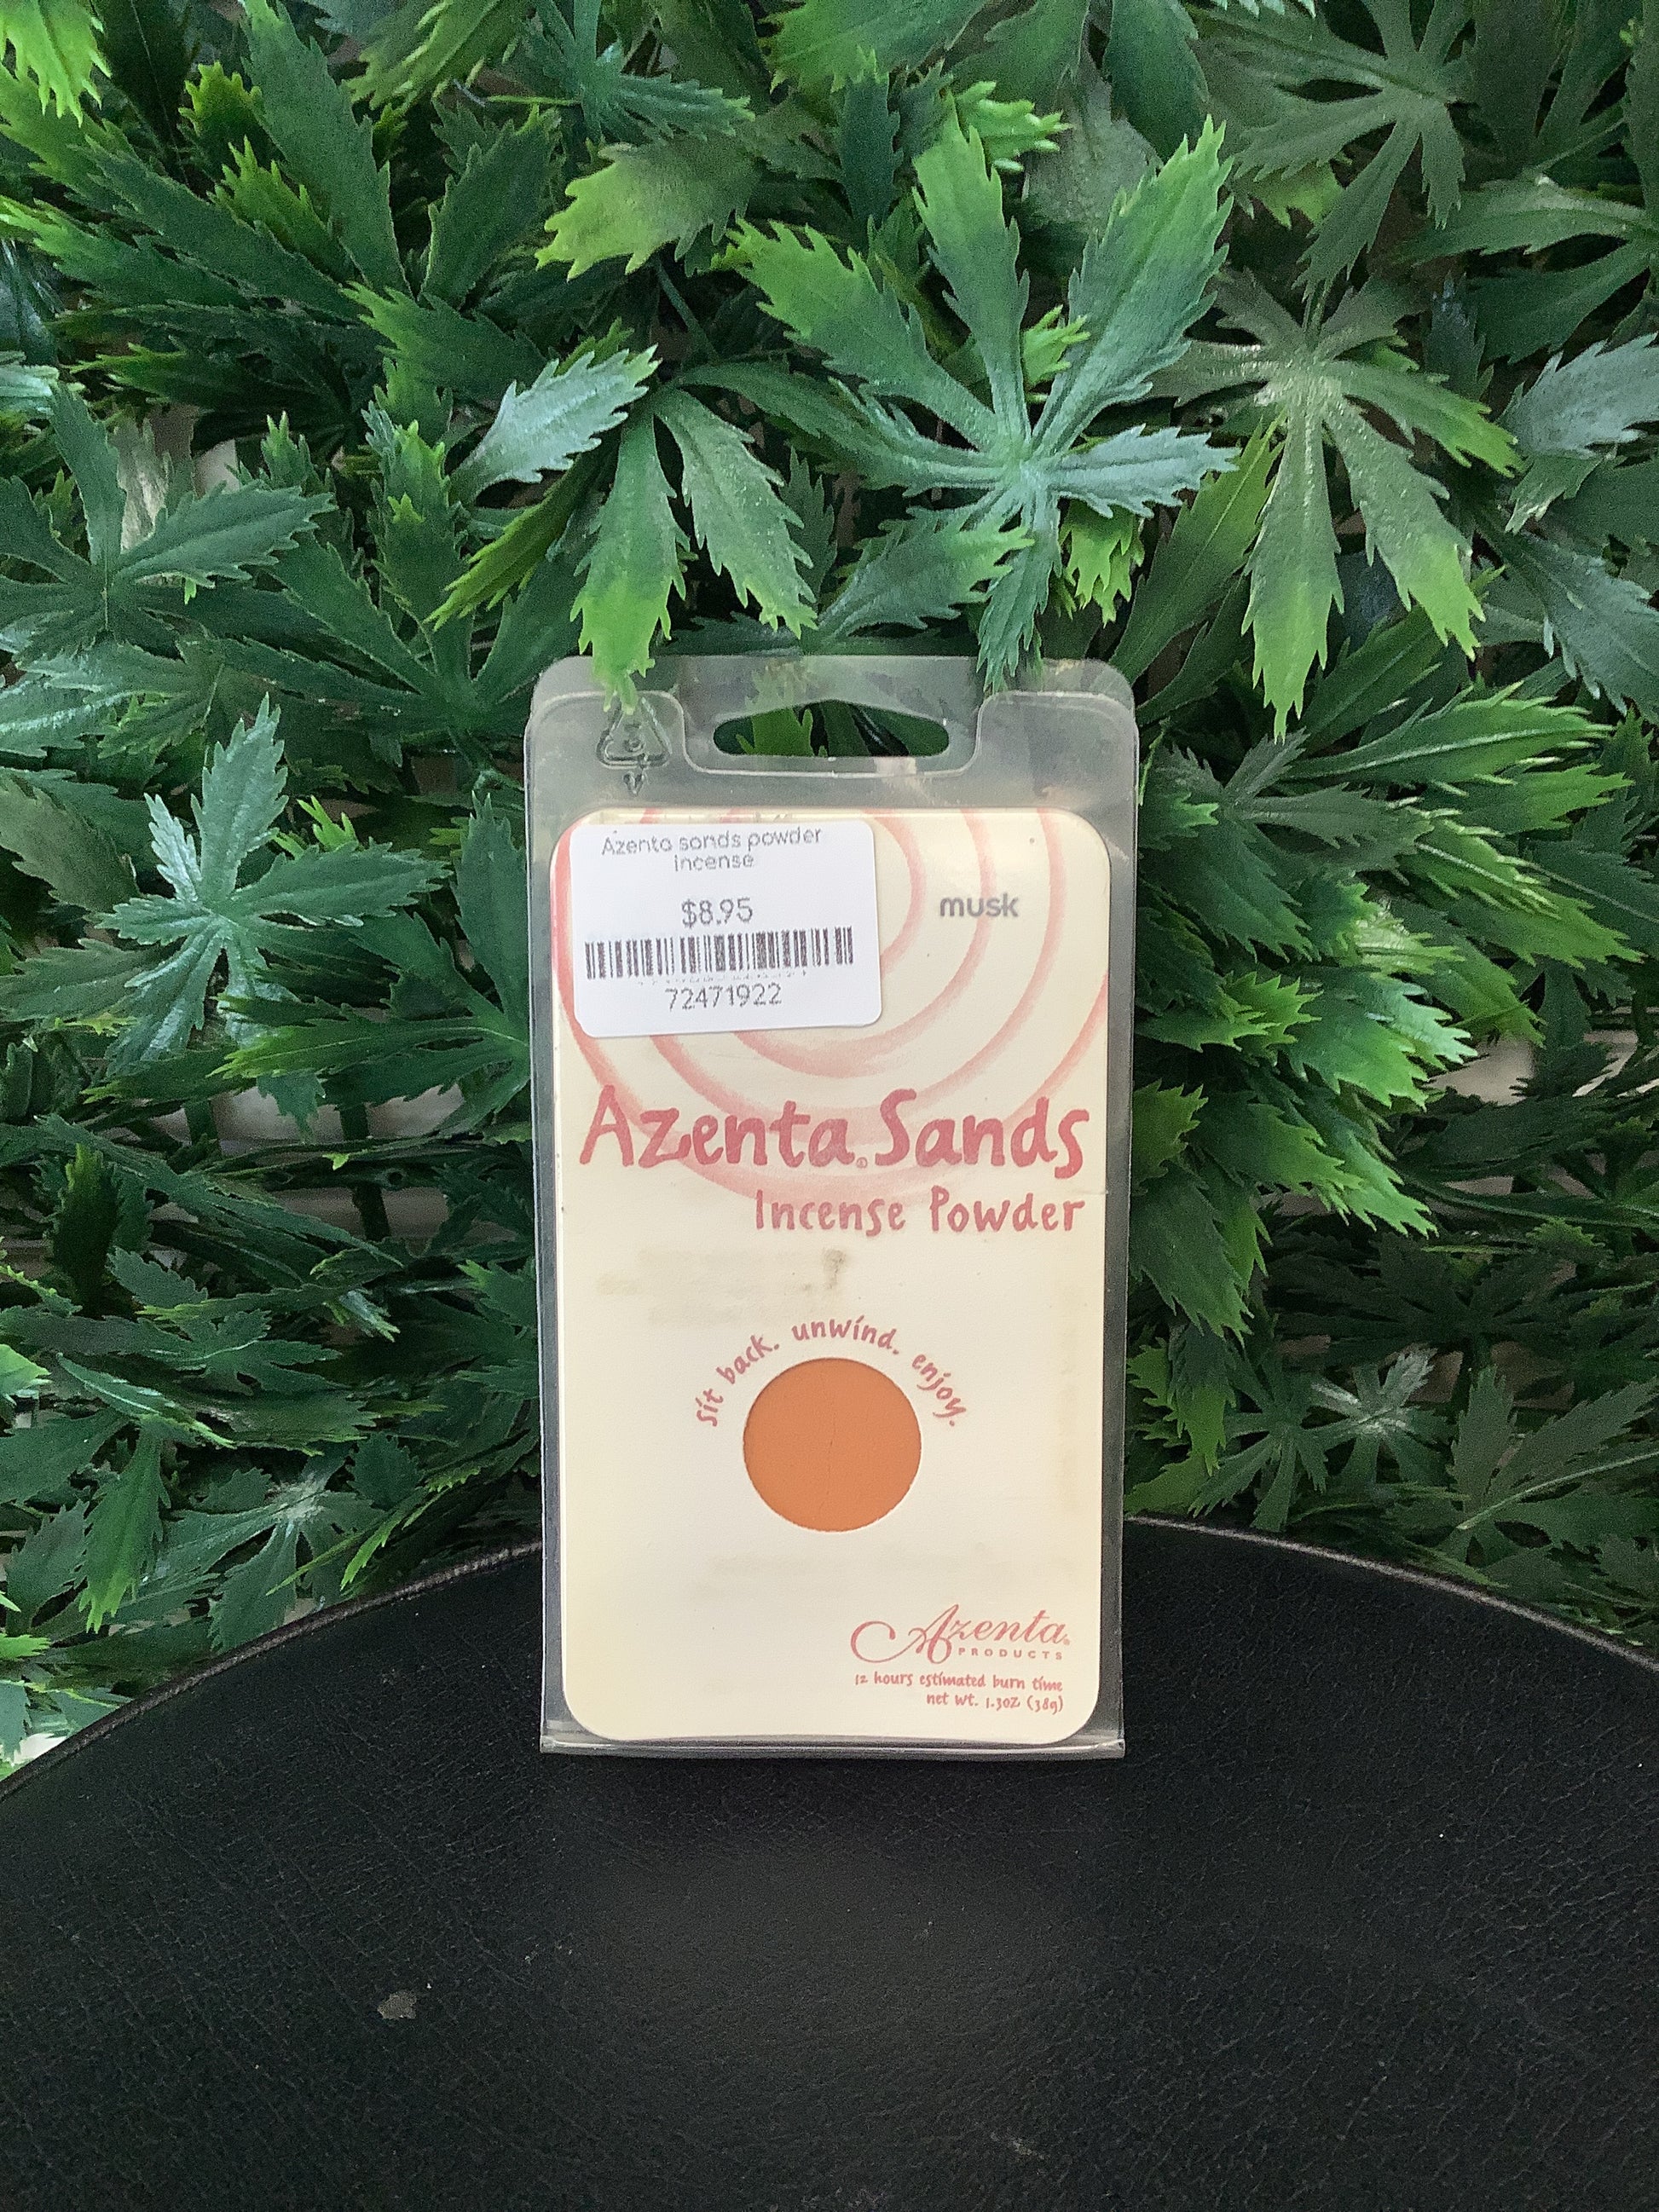 Azenta sands powder
incense
$8.95
72471922
musk
Azenta® Sands
Incense Powder
sit back. unwind. enjoy.
Azenta®
PRODUCTS
12 hours estimated burn time
net wt. 1.3oz (38g)